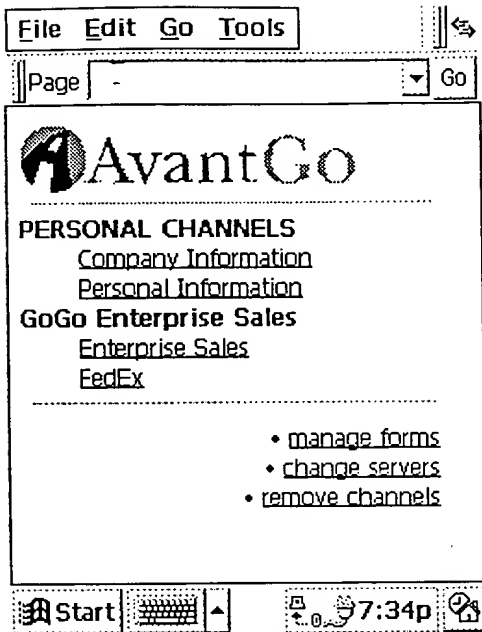 File Edit Go Tools
Page - Go
AvantGo
PERSONAL CHANNELS
Company Information
Personal Information
GoGo Enterprise Sales
Enterprise Sales
FedEx
• manage forms
• change servers
• remove channels
Start 7:34p